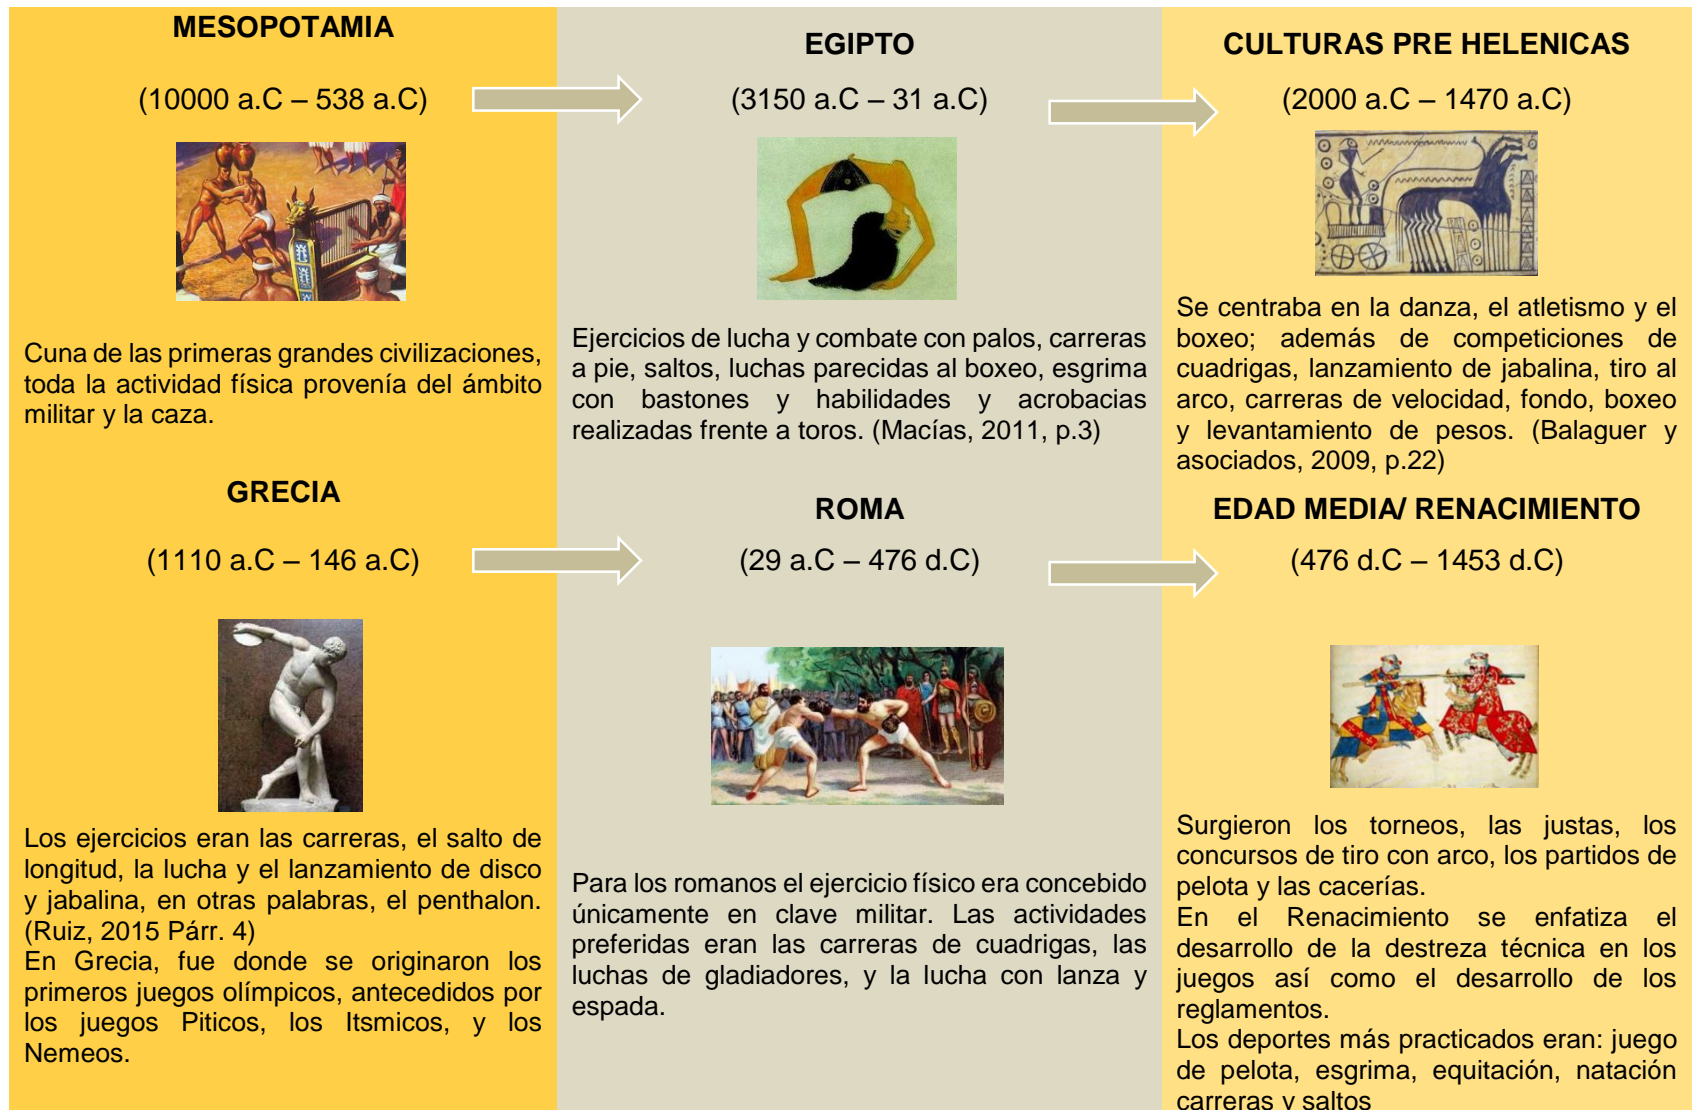 MESOPOTAMIA
(10000 a.C – 538 a.C)
Cuna de las primeras grandes civilizaciones,
toda la actividad física provenía del ámbito
militar y la caza.
EGIPTO
(3150 a.C – 31 a.C)
Ejercicios de lucha y combate con palos, carreras
a pie, saltos, luchas parecidas al boxeo, esgrima
con bastones y habilidades y acrobacias
realizadas frente a toros. (Macías, 2011, p.3)
CULTURAS PRE HELENICAS
(2000 a.C – 1470 a.C)
Se centraba en la danza, el atletismo y el
boxeo; además de competiciones de
cuadrigas, lanzamiento de jabalina, tiro al
arco, carreras de velocidad, fondo, boxeo
y levantamiento de pesos. (Balaguer y
asociados, 2009, p.22)
GRECIA
(1110 a.C – 146 a.C)
Los ejercicios eran las carreras, el salto de
longitud, la lucha y el lanzamiento de disco
y jabalina, en otras palabras, el penthalon.
(Ruiz, 2015 Párr. 4)
En Grecia, fue donde se originaron los
primeros juegos olímpicos, antecedidos por
los juegos Piticos, los Itsmicos, y los
Nemeos.
ROMA
(29 a.C – 476 d.C)
Para los romanos el ejercicio físico era concebido
únicamente en clave militar. Las actividades
preferidas eran las carreras de cuadrigas, las
luchas de gladiadores, y la lucha con lanza y
espada.
EDAD MEDIA/ RENACIMIENTO
(476 d.C – 1453 d.C)
Surgieron los torneos, las justas, los
concursos de tiro con arco, los partidos de
pelota y las cacerías.
En el Renacimiento se enfatiza el
desarrollo de la destreza técnica en los
juegos así como el desarrollo de los
reglamentos.
Los deportes más practicados eran: juego
de pelota, esgrima, equitación, natación
carreras y saltos